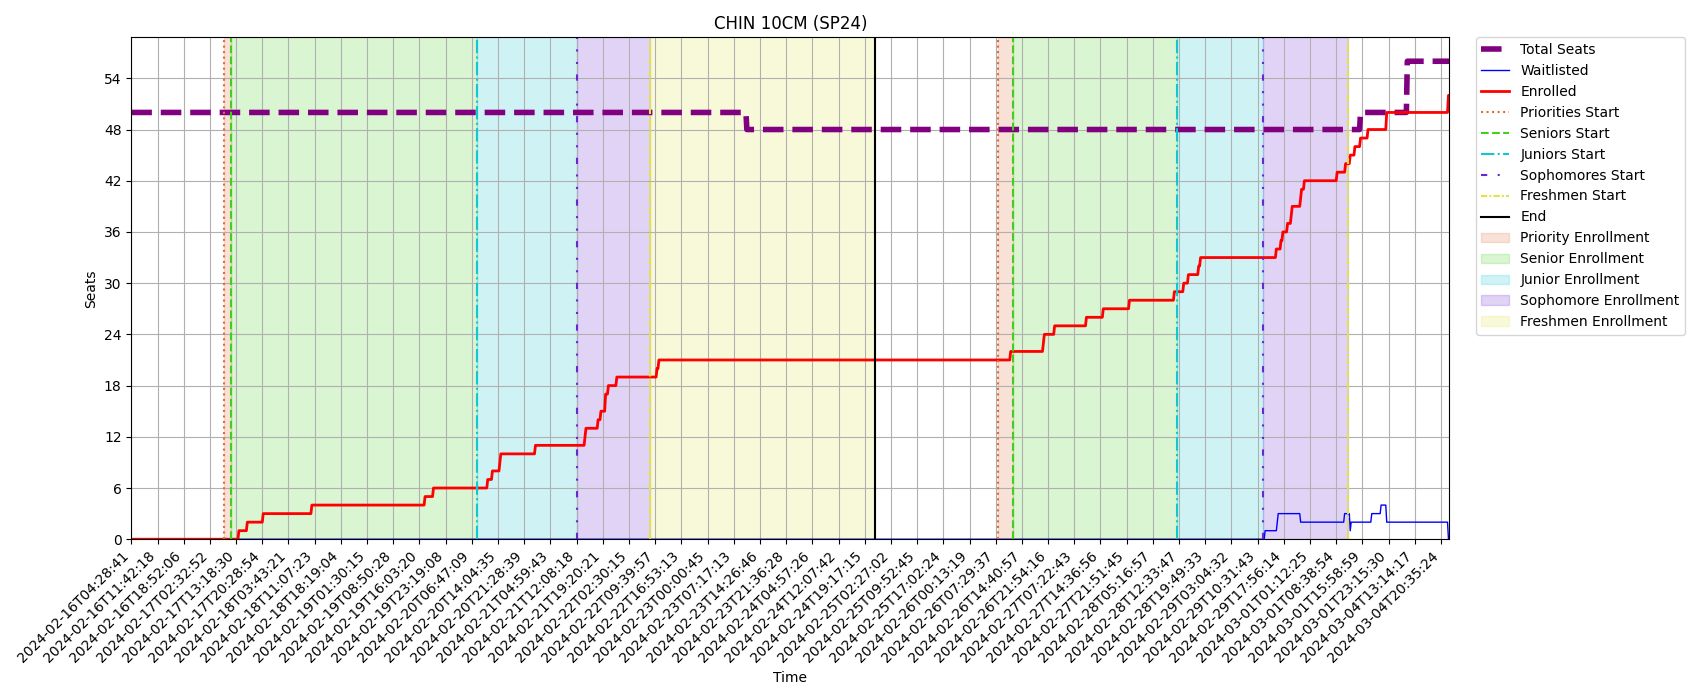 CHIN 10CM (SP24)
Seats
54
48
42
36
30
24
18
12
6
0
2024-02-16T04:28:41
2024-02-16T11:42:18
2024-02-16T18:52:06
2024-02-17T02:32:52
2024-02-17T13:18:30
2024-02-17T20:28:54
2024-02-18T03:43:21
2024-02-18T11:07:23
2024-02-18T18:19:04
2024-02-19T01:30:15
2024-02-19T08:50:28
2024-02-19T16:03:20
2024-02-19T23:19:08
2024-02-20T06:47:09
2024-02-20T14:04:35
2024-02-20T21:28:39
2024-02-21T04:59:43
2024-02-21T12:08:18
2024-02-21T19:20:21
2024-02-22T02:30:15
2024-02-22T09:39:57
2024-02-22T16:53:13
2024-02-23T00:00:45
2024-02-23T07:17:13
2024-02-23T14:26:46
2024-02-23T21:36:28
2024-02-24T04:57:26
2024-02-24T12:07:42
2024-02-24T19:17:15
2024-02-25T02:27:02
2024-02-25T09:52:45
2024-02-25T17:02:24
2024-02-26T00:13:19
2024-02-26T07:29:37
2024-02-26T14:40:57
2024-02-26T21:54:16
2024-02-27T07:22:43
2024-02-27T14:36:56
2024-02-27T21:51:45
2024-02-28T05:16:57
2024-02-28T12:33:47
2024-02-28T19:49:33
2024-02-29T03:04:32
2024-02-29T10:31:43
2024-02-29T17:56:14
2024-03-01T01:12:25
2024-03-01T08:38:54
2024-03-01T15:58:59
2024-03-01T23:15:30
2024-03-04T13:14:17
2024-03-04T20:35:24
Time
Total Seats
Waitlisted
Enrolled
Priorities Start
Seniors Start
Juniors Start
Sophomores Start
Freshmen Start
End
Priority Enrollment
Senior Enrollment
Junior Enrollment
Sophomore Enrollment
Freshmen Enrollment